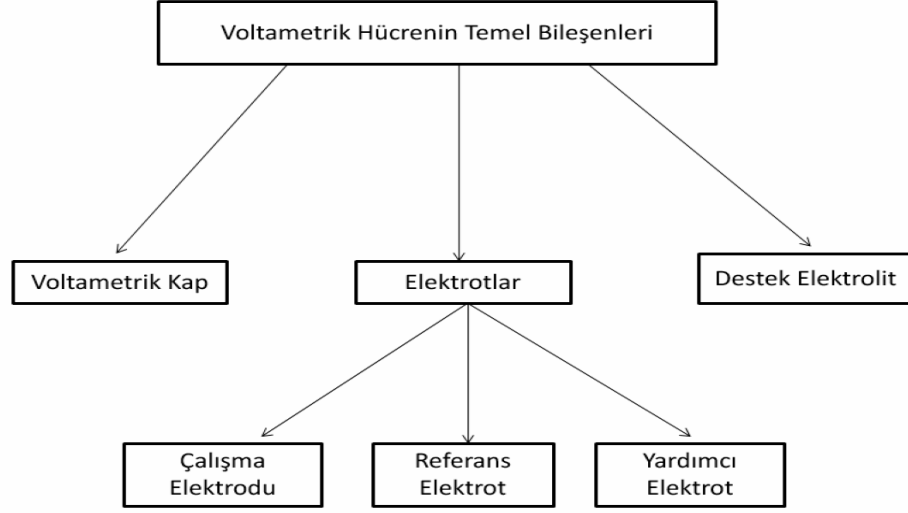 Voltametrik Hücrenin Temel Bileşenleri
Voltametrik Kap
Elektrotlar
Destek Elektrolit
Çalışma
Elektrodu
Referans
Elektrot
Yardımcı
Elektrot